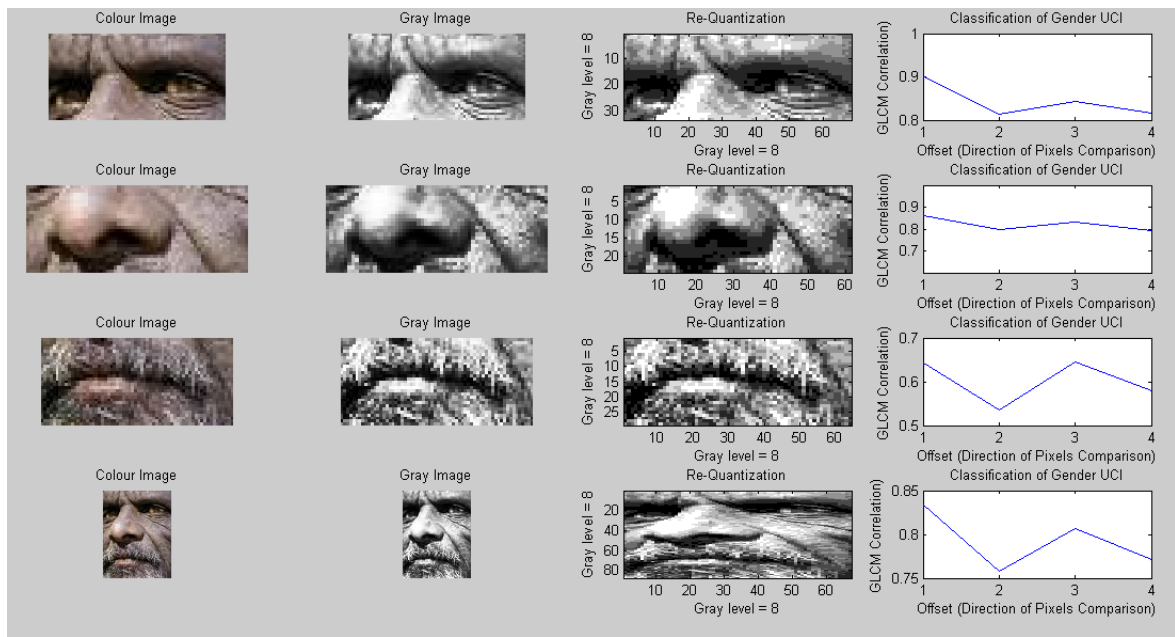 Colour Image
Gray Image
Re-Quantization
Classification of Gender UCI
Gray level = 8
10
20
30
10 20 30 40 50 60
Gray level = 8
GLCM Correlation)
1
0.9
0.8
1 2 3 4
Offset (Direction of Pixels Comparison)
Colour Image
Gray Image
Re-Quantization
Classification of Gender UCI
Gray level = 8
5
10
15
20
10 20 30 40 50 60
Gray level = 8
GLCM Correlation)
0.9
0.8
0.7
1 2 3 4
Offset (Direction of Pixels Comparison)
Colour Image
Gray Image
Re-Quantization
Classification of Gender UCI
Gray level = 8
5
10
15
20
25
10 20 30 40 50 60
Gray level = 8
GLCM Correlation)
0.7
0.6
0.5
1 2 3 4
Offset (Direction of Pixels Comparison)
Colour Image
Gray Image
Re-Quantization
Classification of Gender UCI
Gray level = 8
20
40
60
80
10 20 30 40 50 60
Gray level = 8
GLCM Correlation)
0.85
0.8
0.75
1 2 3 4
Offset (Direction of Pixels Comparison)